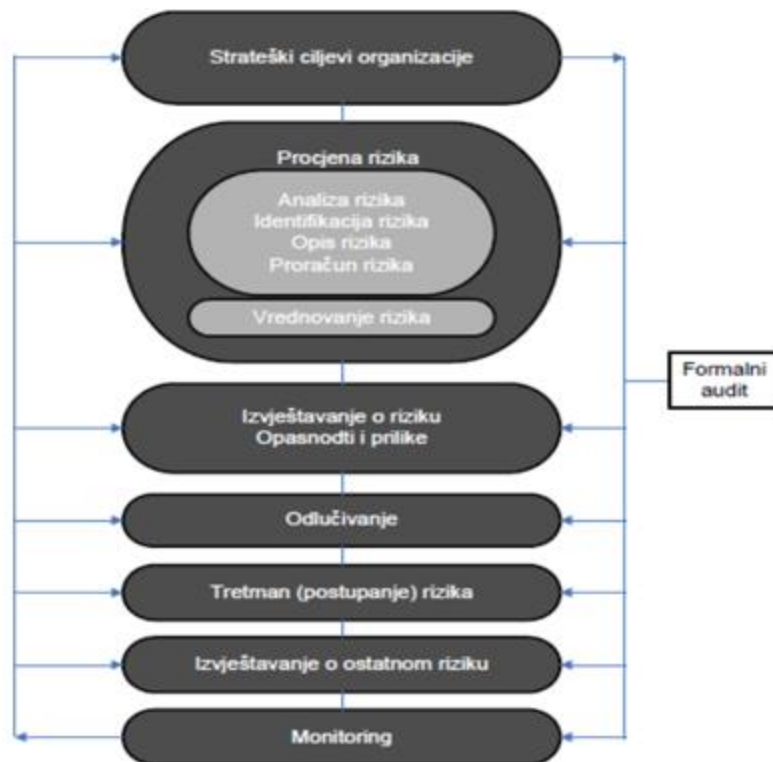 Strateški ciljevi organizacije
Procjena rizika
Analiza rizika
Identifikacija rizika
Opis rizika
Proračun rizika
Vrednovanje rizika
Izvještavanje o riziku
Opasnodti i prilike
Odlučivanje
Tretman (postupanje) rizika
Izvještavanje o ostatnom riziku
Monitoring
Formalni
audit